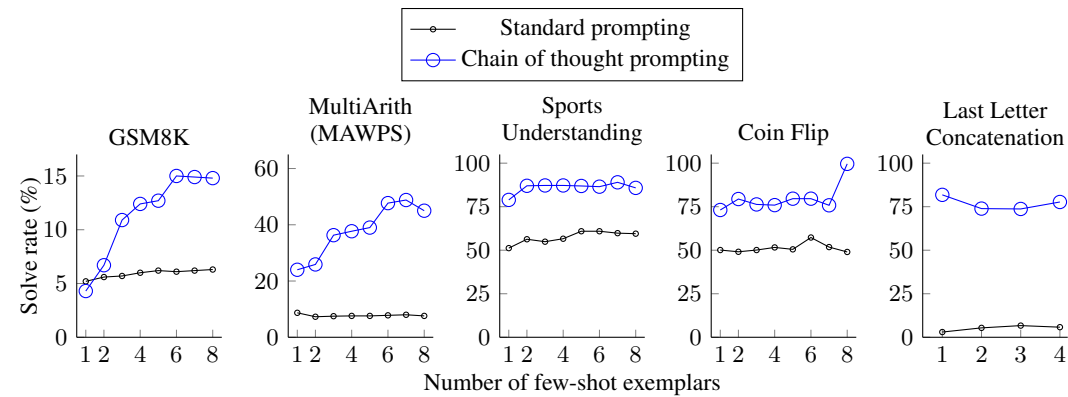 Standard prompting
Chain of thought prompting
GSM8K
MultiArith
(MAWPS)
Sports
Understanding
Coin Flip
Last Letter
Concatenation
Solve rate (%)
15
10
5
0
1 2 4 6 8
60
40
20
0
1 2 4 6 8
100
75
50
25
0
1 2 4 6 8
100
75
50
25
0
1 2 4 6 8
100
75
50
25
0
1 2 3 4
Number of few-shot exemplars